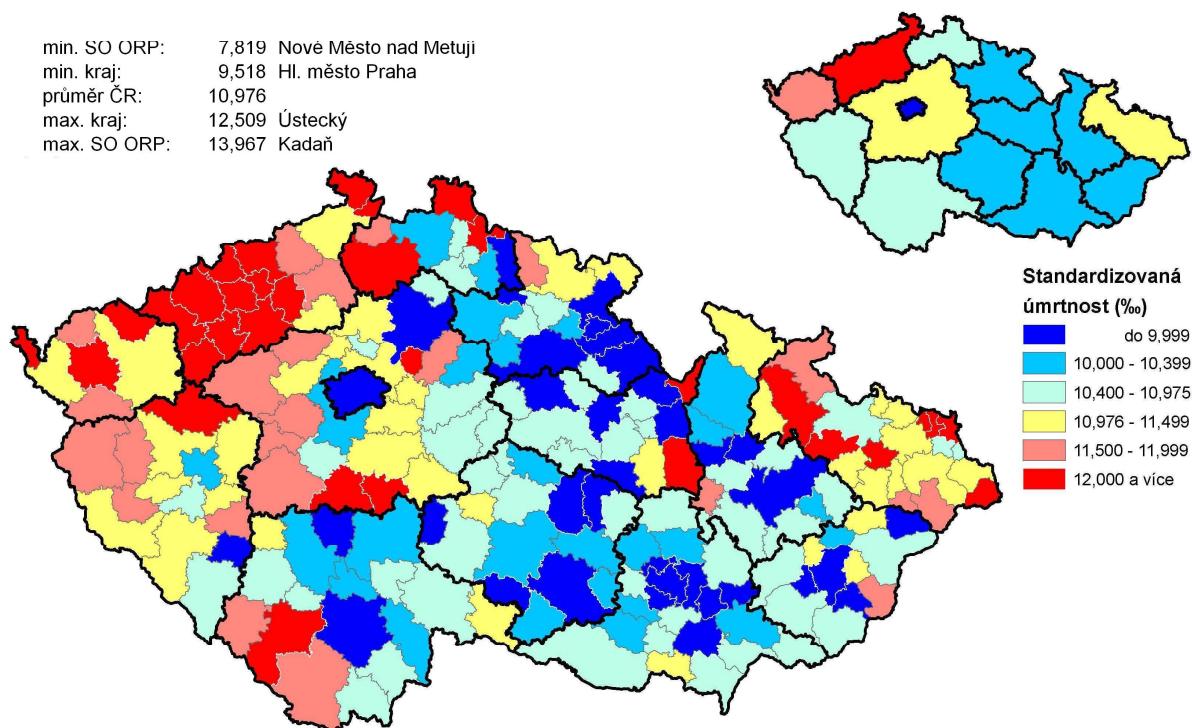 min. SO ORP: 7,819 Nové Město nad Metují
min. kraj: 9,518 Hl. město Praha
průměr ČR: 10,976
max. kraj: 12,509 Ústecký
max. SO ORP: 13,967 Kadaň
Standardizovaná
úmrtnost (‰)
do 9,999
10,000 - 10,399
10,400 - 10,975
10,976 - 11,499
11,500 - 11,999
12,000 a více